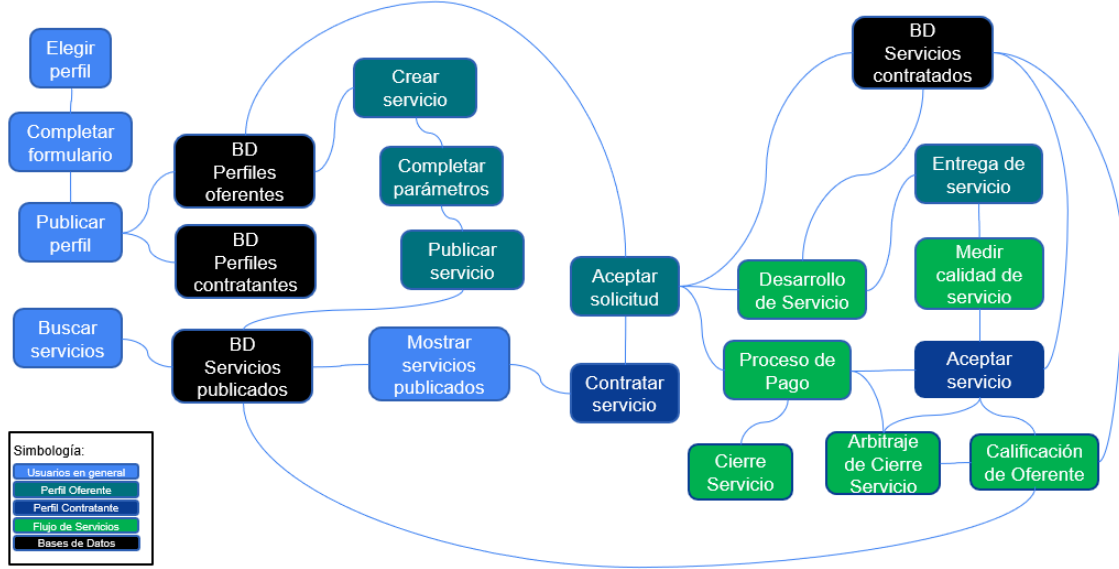 Elegir
perfil
Completar
formulario
Publicar
perfil
BD
Perfiles
oferentes
BD
Perfiles
contratantes
Crear
servicio
Completar
parámetros
Publicar
servicio
Buscar
servicios
BD
Servicios
publicados
Mostrar
servicios
publicados
Aceptar
solicitud
Contratar
servicio
BD
Servicios
contratados
Entrega de
servicio
Desarrollo
de Servicio
Medir
calidad de
servicio
Proceso de
Pago
Aceptar
servicio
Cierre
Servicio
Arbitraje
de Cierre
Servicio
Calificación
de Oferente
Simbología:
Usuarios en general
Perfil Oferente
Perfil Contratante
Flujo de Servicios
Bases de Datos